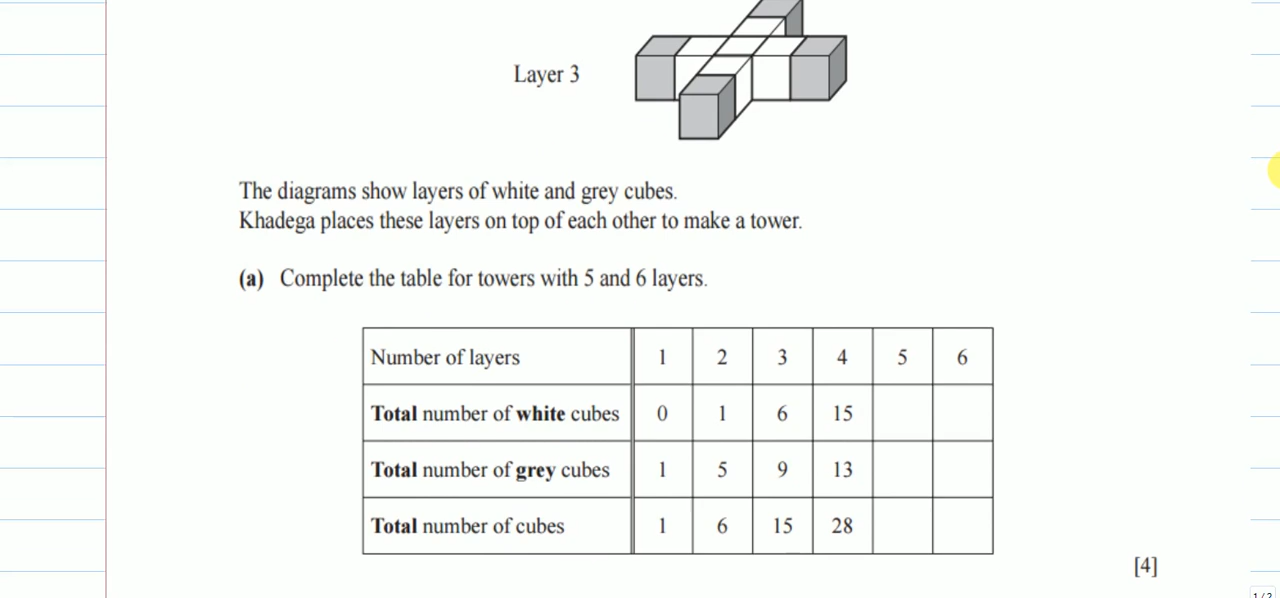 Layer 3
The diagrams show layers of white and grey cubes.
Khadega places these layers on top of each other to make a tower.
(a) Complete the table for towers with 5 and 6 layers.
Number of layers 1 2 3 4 5 6
Total number of white cubes 0 1 6 15
Total number of grey cubes 1 5 9 13
Total number of cubes 1 6 15 28
[4]
1 / 2